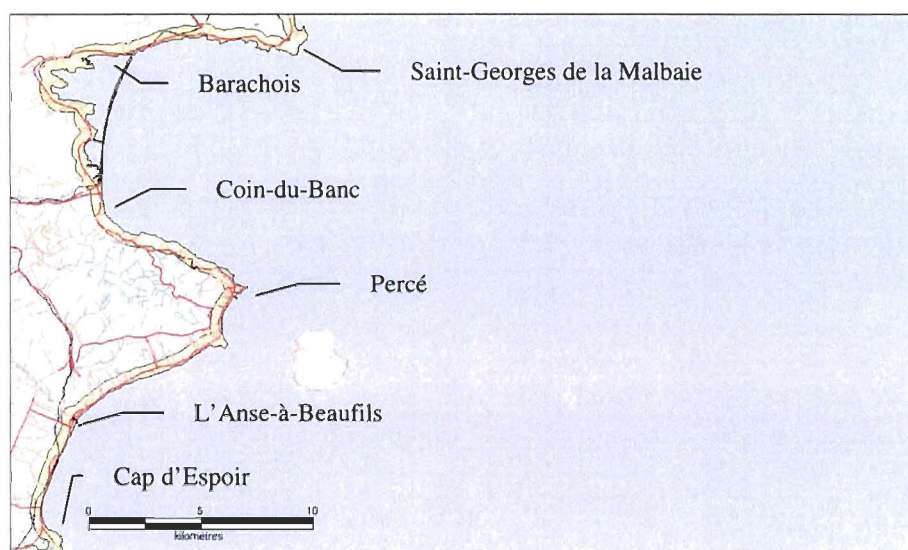 Saint-Georges de la Malbaie
Barachois
Coin-du-Banc
Percé
L'Anse-à-Beaufils
Cap d'Espoir
0 5 10
kilometres